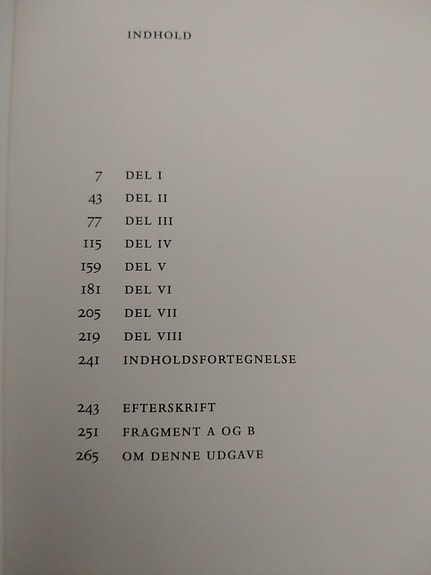 INDHOLD
7 DEL I
43 DEL II
77 DEL III
115 DEL IV
159 DEL V
181 DEL VI
205 DEL VII
219 DEL VIII
241 INDHOLDSFORTEGNELSE
243 EFTERSKRIFT
251 FRAGMENT A OG B
265 OM DENNE UDGAVE